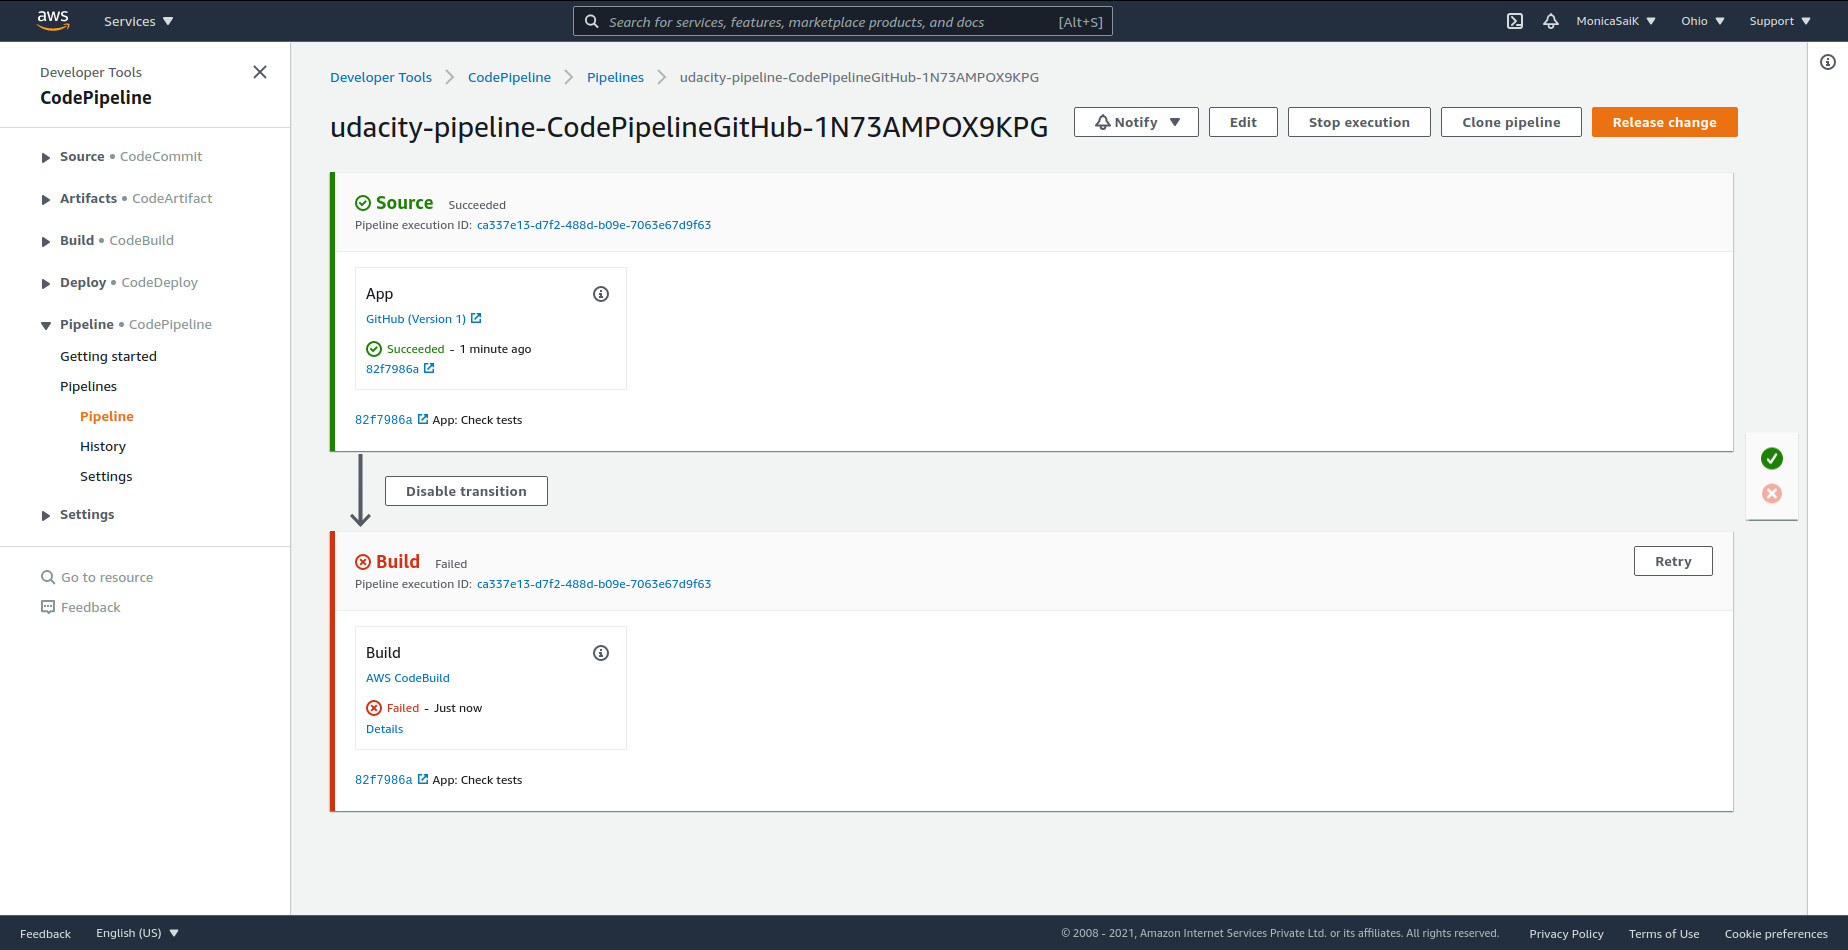 aws
Services
Search for services, features, marketplace products, and docs [Alt+S]
MonicaSaiK
Ohio
Support
Developer Tools
CodePipeline
Source • CodeCommit
Artifacts • CodeArtifact
Build • CodeBuild
Deploy • CodeDeploy
Pipeline • CodePipeline
Getting started
Pipelines
Pipeline
History
Settings
Settings
Go to resource
Feedback
Developer Tools > CodePipeline > Pipelines > udacity-pipeline-CodePipelineGitHub-1N73AMPOX9KPG
udacity-pipeline-CodePipelineGitHub-1N73AMPOX9KPG
Notify
Edit
Stop execution
Clone pipeline
Release change
Source Succeeded
Pipeline execution ID: ca337e13-d7f2-488d-b09e-7063e67d9f63
App
GitHub (Version 1)
Succeeded - 1 minute ago
82f7986a
82f7986a App: Check tests
Disable transition
Build Failed
Retry
Pipeline execution ID: ca337e13-d7f2-488d-b09e-7063e67d9f63
Build
AWS CodeBuild
Failed - Just now
Details
82f7986a App: Check tests
Feedback
English (US)
© 2008 - 2021, Amazon Internet Services Private Ltd. or its affiliates. All rights reserved.
Privacy Policy
Terms of Use
Cookie preferences